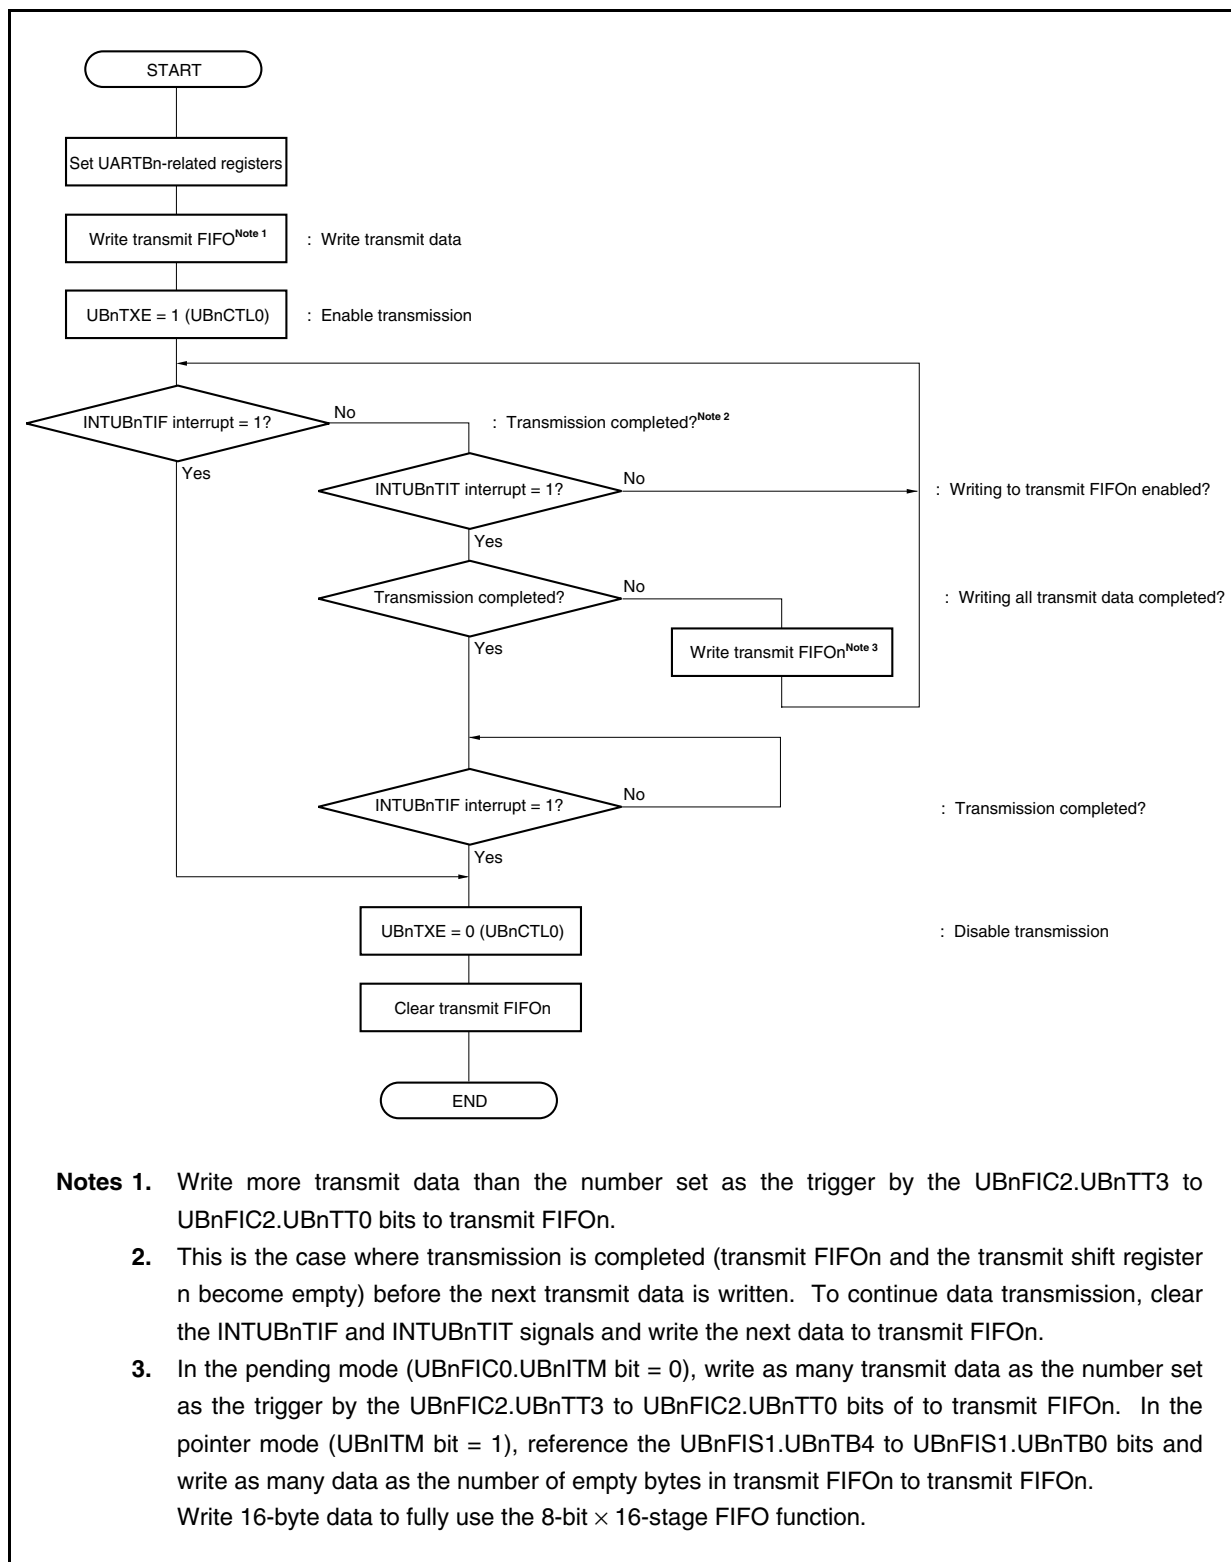 START
Set UARTBn-related registers
Write transmit FIFONote 1 : Write transmit data
UBnTXE = 1 (UBnCTL0) : Enable transmission
INTUBnTIF interrupt = 1? No : Transmission completed?Note 2
Yes
INTUBnTIT interrupt = 1? No : Writing to transmit FIFOn enabled?
Yes
Transmission completed? No : Writing all transmit data completed?
Yes
Write transmit FIFOnNote 3
INTUBnTIF interrupt = 1? No : Transmission completed?
Yes
UBnTXE = 0 (UBnCTL0) : Disable transmission
Clear transmit FIFOn
END
Notes 1. Write more transmit data than the number set as the trigger by the UBnFIC2.UBnTT3 to
UBnFIC2.UBnTT0 bits to transmit FIFOn.
2. This is the case where transmission is completed (transmit FIFOn and the transmit shift register
n become empty) before the next transmit data is written. To continue data transmission, clear
the INTUBnTIF and INTUBnTIT signals and write the next data to transmit FIFOn.
3. In the pending mode (UBnFIC0.UBnITM bit = 0), write as many transmit data as the number set
as the trigger by the UBnFIC2.UBnTT3 to UBnFIC2.UBnTT0 bits of to transmit FIFOn. In the
pointer mode (UBnITM bit = 1), reference the UBnFIS1.UBnTB4 to UBnFIS1.UBnTB0 bits and
write as many data as the number of empty bytes in transmit FIFOn to transmit FIFOn.
Write 16-byte data to fully use the 8-bit × 16-stage FIFO function.